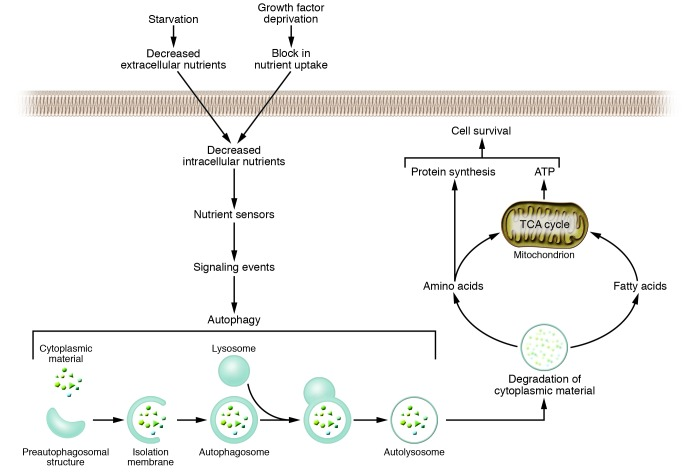 Starvation
Growth factor
deprivation
Decreased
extracellular nutrients
Block in
nutrient uptake
Decreased
intracellular nutrients
Nutrient sensors
Signaling events
Autophagy
Cell survival
Protein synthesis
ATP
TCA cycle
Mitochondrion
Amino acids
Fatty acids
Degradation of
cytoplasmic material
Cytoplasmic
material
Lysosome
Preautophagosomal
structure
Isolation
membrane
Autophagosome
Autolysosome